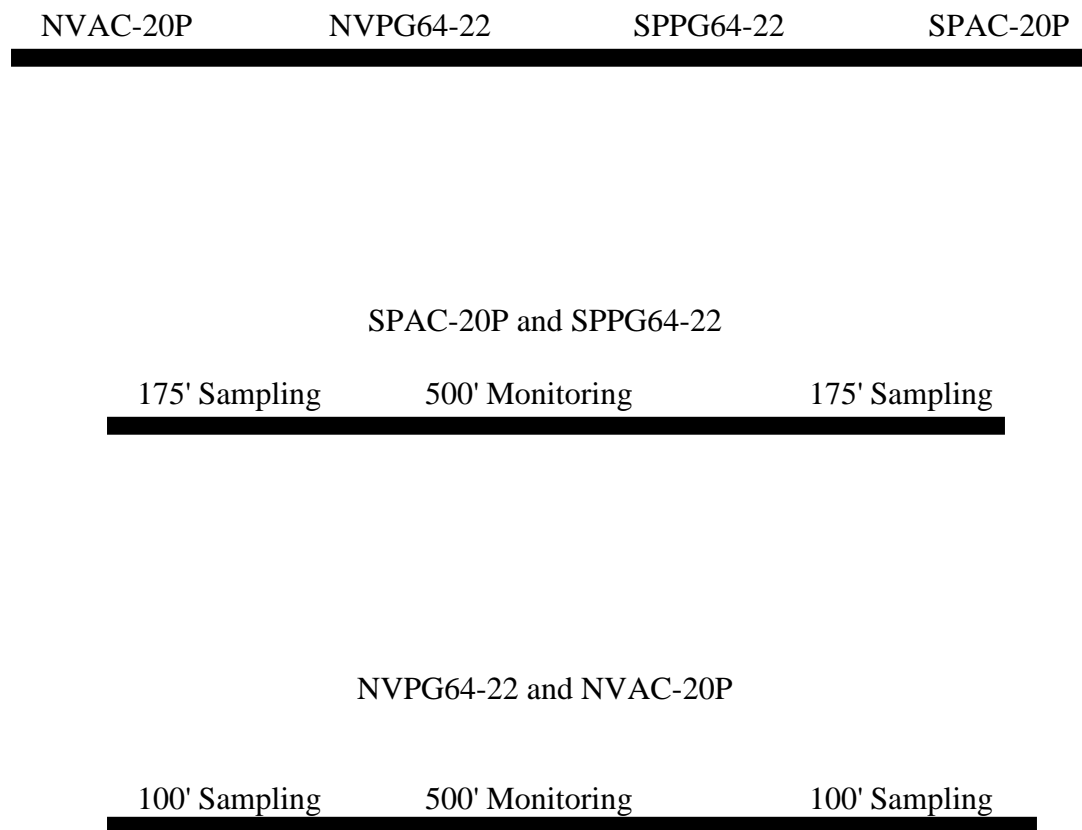 NVAC-20P NVPG64-22 SPPG64-22 SPAC-20P
SPAC-20P and SPPG64-22
175' Sampling 500' Monitoring 175' Sampling
NVPG64-22 and NVAC-20P
100' Sampling 500' Monitoring 100' Sampling